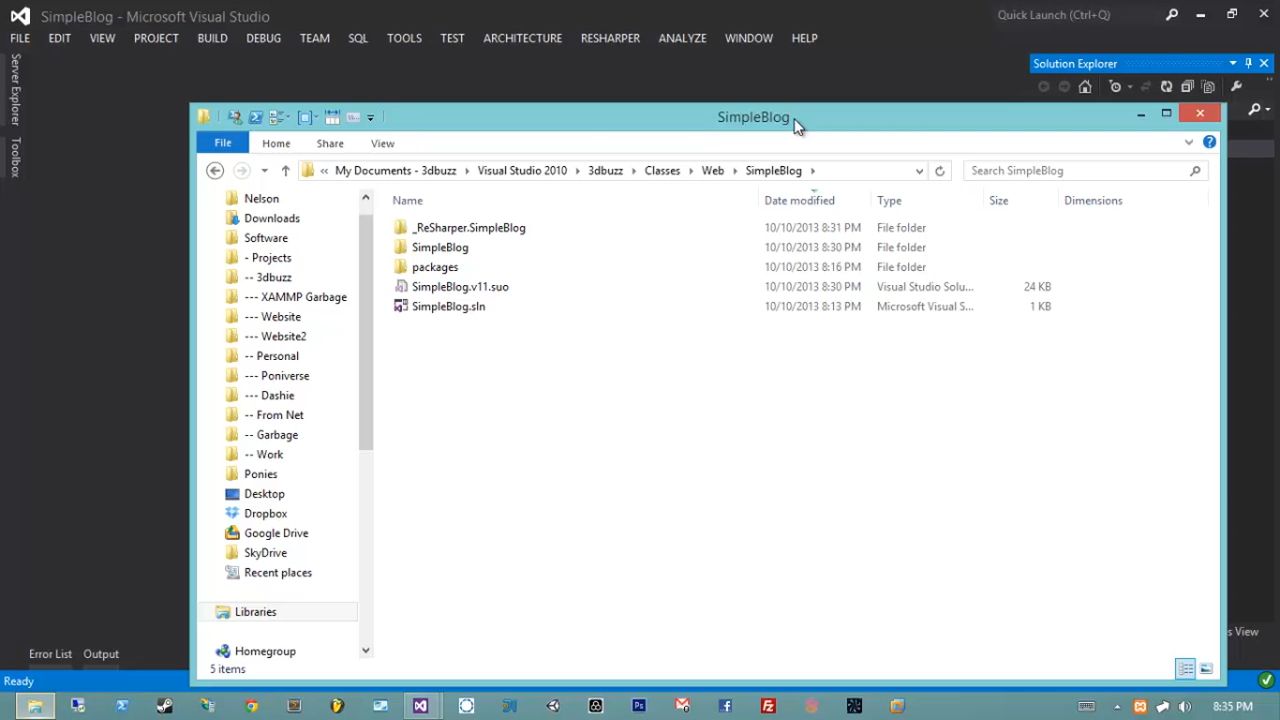 SimpleBlog - Microsoft Visual Studio
Quick Launch (Ctrl+Q)
FILE EDIT VIEW PROJECT BUILD DEBUG TEAM SQL TOOLS TEST ARCHITECTURE RESHARPER ANALYZE WINDOW HELP
Server Explorer
Toolbox
Solution Explorer
SimpleBlog
File Home Share View
« My Documents - 3dbuzz Visual Studio 2010 3dbuzz Classes Web SimpleBlog
Search SimpleBlog
Name Date modified Type Size Dimensions
_ReSharper.SimpleBlog 10/10/2013 8:31 PM File folder
SimpleBlog 10/10/2013 8:30 PM File folder
packages 10/10/2013 8:16 PM File folder
SimpleBlog.v11.suo 10/10/2013 8:30 PM Visual Studio Solu... 24 KB
SimpleBlog.sln 10/10/2013 8:13 PM Microsoft Visual S... 1 KB
Nelson
Downloads
Software
- Projects
-- 3dbuzz
--- XAMMP Garbage
--- Website
--- Website2
-- Personal
--- Poniverse
--- Dashie
-- From Net
-- Garbage
-- Work
Ponies
Desktop
Dropbox
Google Drive
SkyDrive
Recent places
Libraries
Homegroup
5 items
s View
Error List Output
Ready
8:35 PM